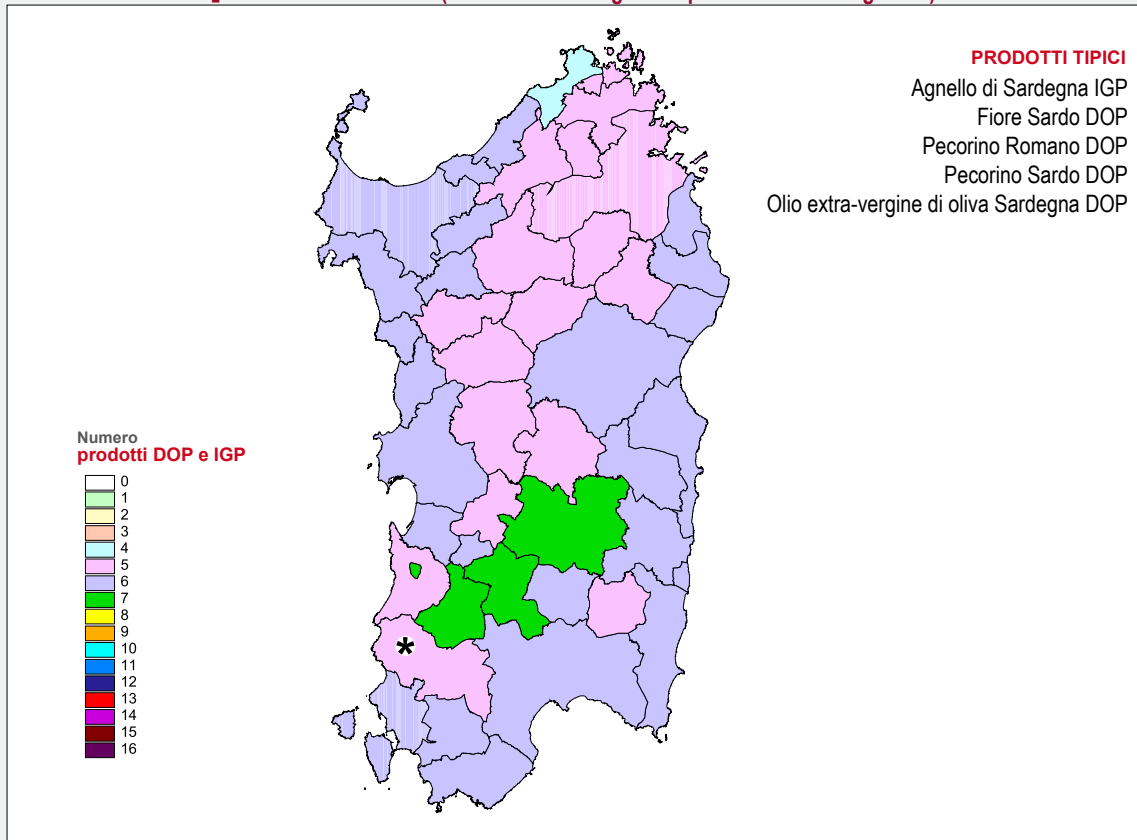 PRODOTTI TIPICI
Agnello di Sardegna IGP
Fiore Sardo DOP
Pecorino Romano DOP
Pecorino Sardo DOP
Olio extra-vergine di oliva Sardegna DOP
Numero
prodotti DOP e IGP
0
1
2
3
4
5
6
7
8
9
10
11
12
13
14
15
16
*